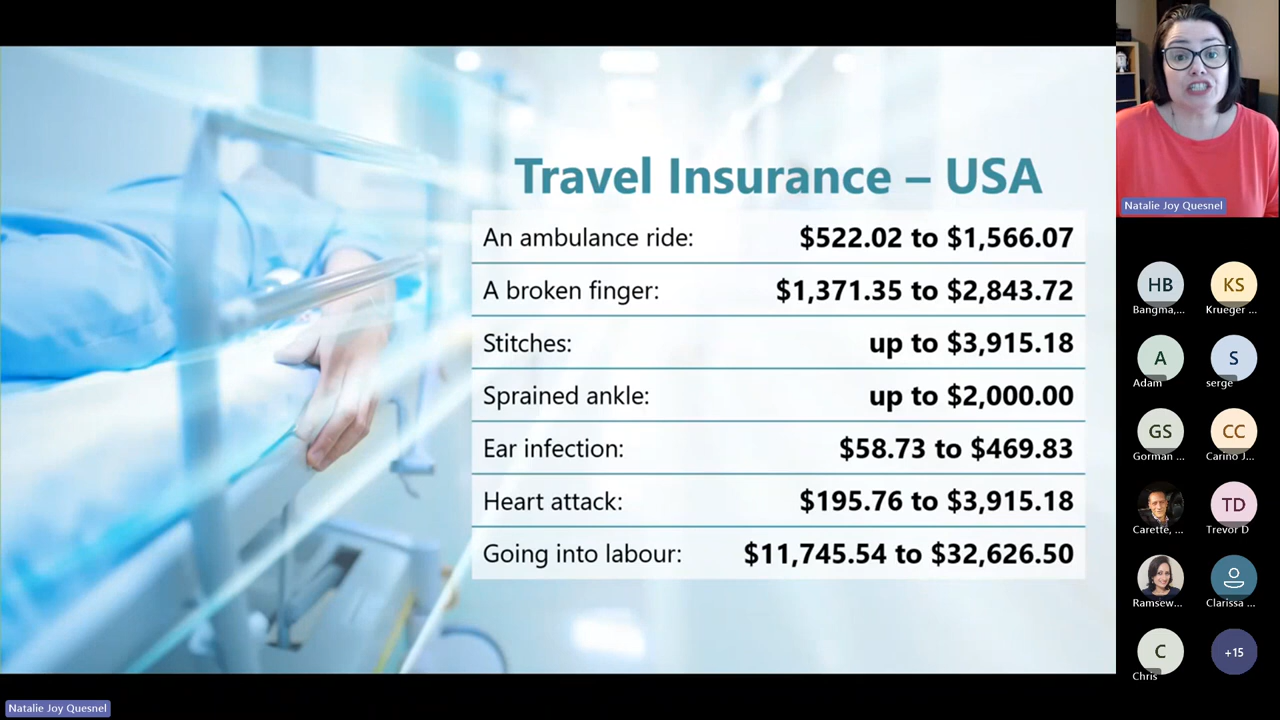 Travel Insurance – USA
An ambulance ride: $522.02 to $1,566.07
A broken finger: $1,371.35 to $2,843.72
Stitches: up to $3,915.18
Sprained ankle: up to $2,000.00
Ear infection: $58.73 to $469.83
Heart attack: $195.76 to $3,915.18
Going into labour: $11,745.54 to $32,626.50
Natalie Joy Quesnel
HB KS
Bangma,... Krueger ...
A S
Adam serge
GS CC
Gorman ... Carino J...
TD
Carette, ... Trevor D
Ramsew... Clarissa ...
C +15
Chris
Natalie Joy Quesnel